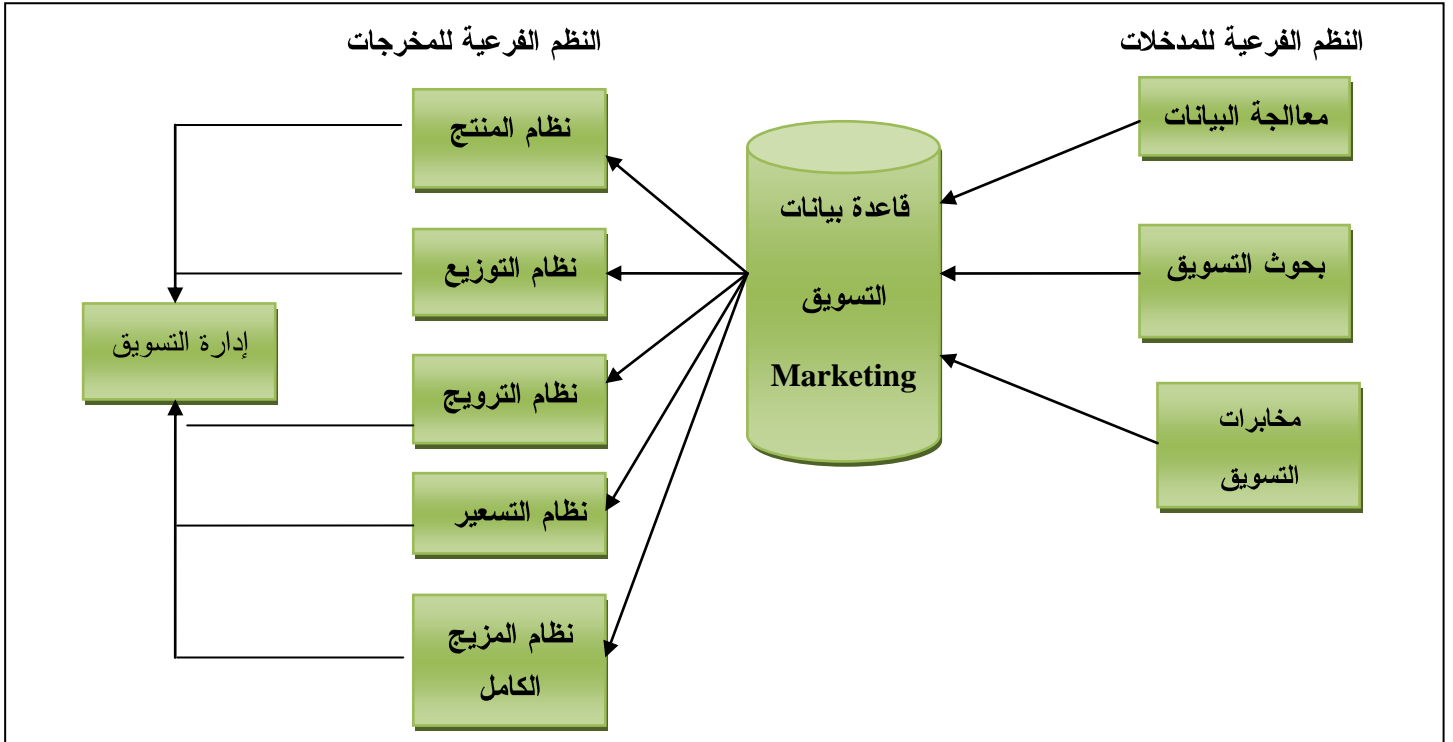 النظم الفرعية للمدخلات
النظم الفرعية للمخرجات
معاالجة البيانات
بحوث التسويق
مخابرات
التسويق
قاعدة بيانات
التسويق
Marketing
نظام المنتج
نظام التوزيع
نظام الترويج
نظام التسعير
نظام المزيج
الكامل
إدارة التسويق